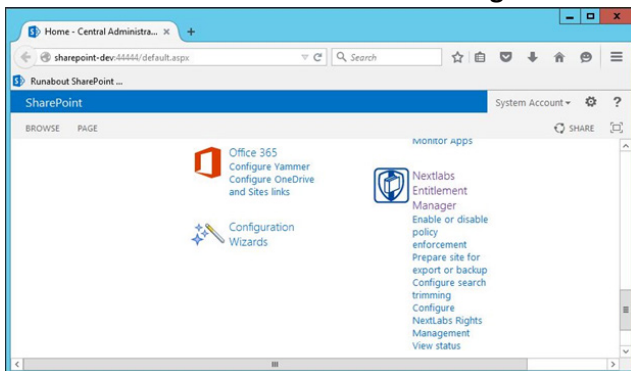 Home - Central Administra... × +
sharepoint-dev:44444/default.aspx
Search
Runabout SharePoint ...
SharePoint
System Account
?
BROWSE PAGE
SHARE
Monitor Apps
Office 365
Configure Yammer
Configure OneDrive
and Sites links
Configuration
Wizards
Nextlabs
Entitlement
Manager
Enable or disable
policy
enforcement
Prepare site for
export or backup
Configure search
trimming
Configure
NextLabs Rights
Management
View status